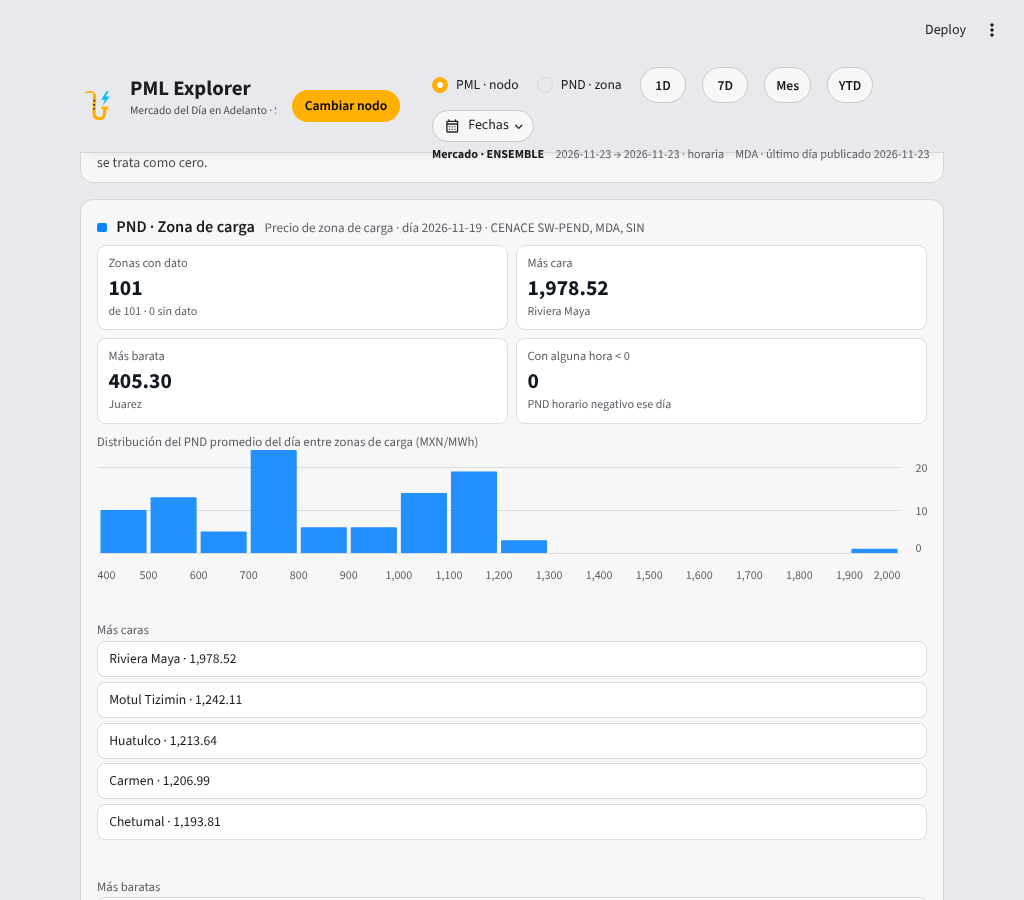 Deploy
PML Explorer
Mercado del Día en Adelanto ·
Cambiar nodo
PML · nodo
PND · zona
1D
7D
Mes
YTD
Fechas
Mercado · ENSEMBLE 2026-11-23 → 2026-11-23 · horaria MDA · último día publicado 2026-11-23
se trata como cero.
PND · Zona de carga Precio de zona de carga · día 2026-11-19 · CENACE SW-PEND, MDA, SIN
Zonas con dato
101
de 101 · 0 sin dato
Más cara
1,978.52
Riviera Maya
Más barata
405.30
Juarez
Con alguna hora < 0
0
PND horario negativo ese día
Distribución del PND promedio del día entre zonas de carga (MXN/MWh)
20
10
0
400 500 600 700 800 900 1,000 1,100 1,200 1,300 1,400 1,500 1,600 1,700 1,800 1,900 2,000
Más caras
Riviera Maya · 1,978.52
Motul Tizimin · 1,242.11
Huatulco · 1,213.64
Carmen · 1,206.99
Chetumal · 1,193.81
Más baratas